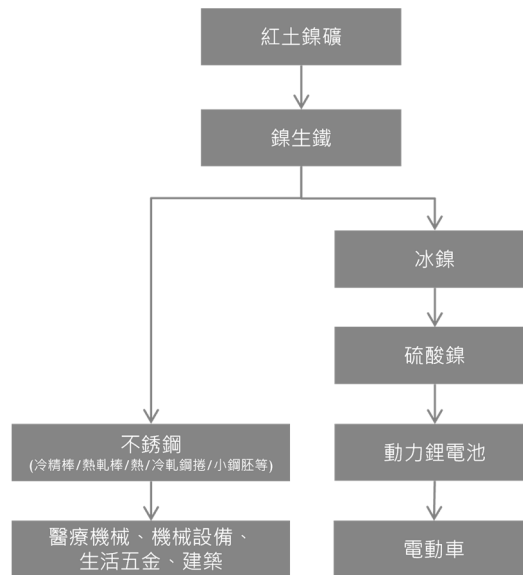 紅土鎳礦
鎳生鐵
冰鎳
硫酸鎳
不銹鋼
(冷精棒/熱軋棒/熱/冷軋鋼捲/小鋼胚等)
動力鋰電池
醫療機械、機械設備、
生活五金、建築
電動車